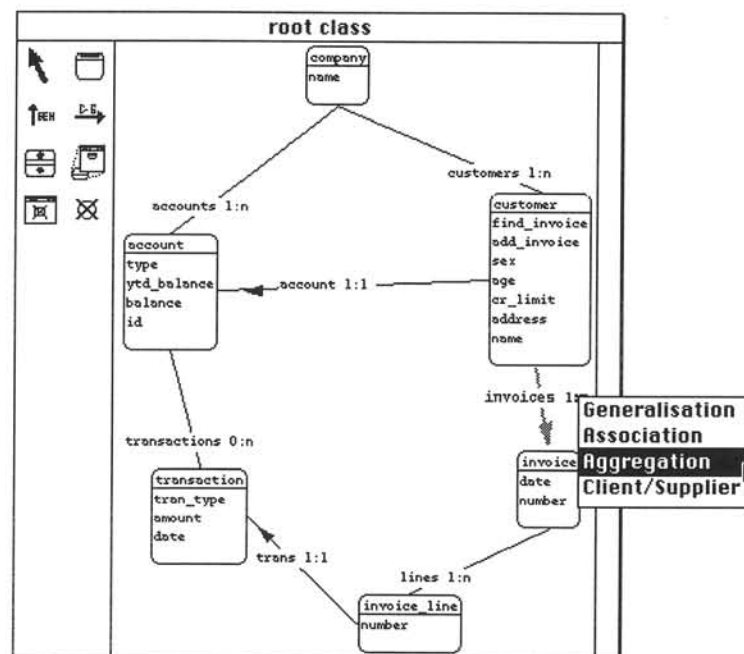 root class
company
name
GEN
C-S
customers 1:n
accounts 1:n
customer
find_invoice
add_invoice
sex
age
cr_limit
address
name
account
type
ytd_balance
balance
id
account 1:1
invoices 1:n
Generalisation
Association
Aggregation
Client/Supplier
transactions 0:n
invoice
date
number
transaction
tran_type
amount
date
trans 1:1
lines 1:n
invoice_line
number